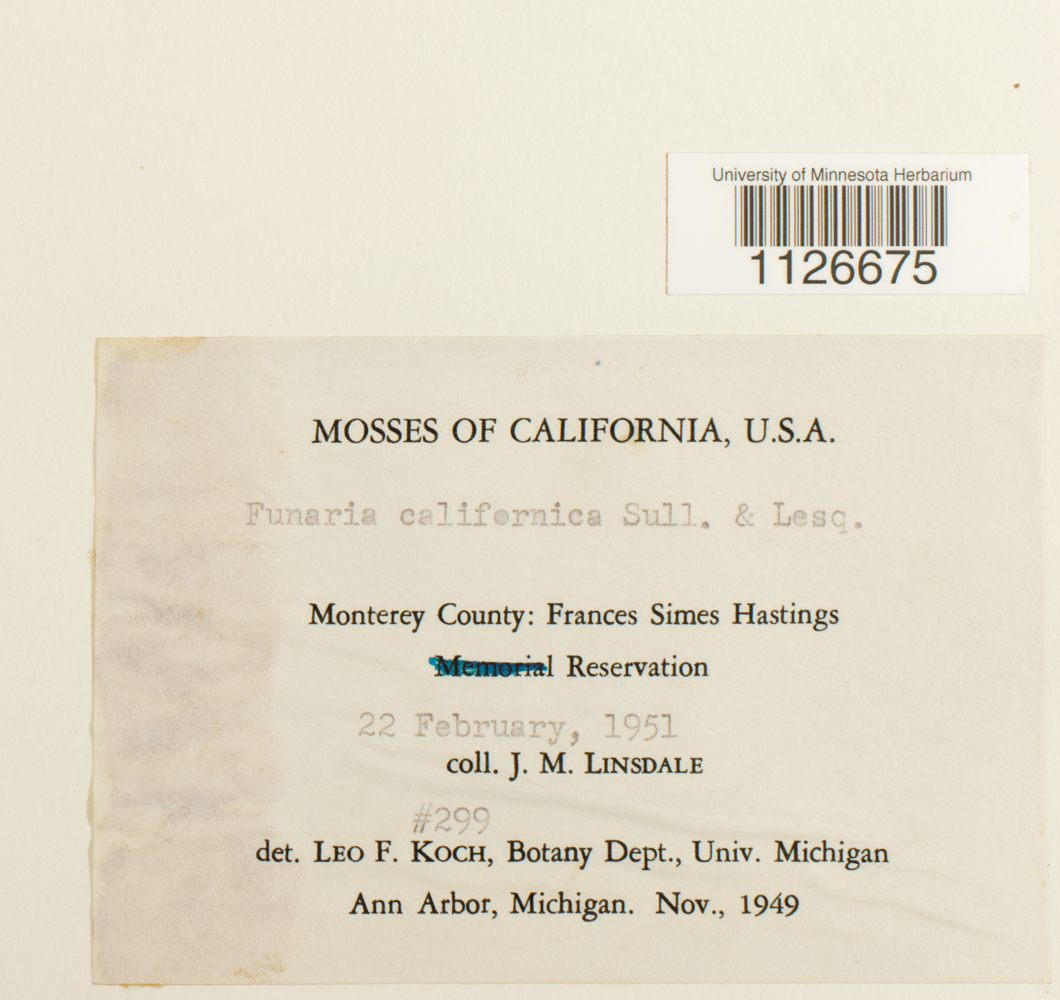 University of Minnesota Herbarium
1126675
MOSSES OF CALIFORNIA, U.S.A.
Funaria californica Sull. & Lesq.
Monterey County: Frances Simes Hastings
Memorial Reservation
22 February, 1951
coll. J. M. LINSDALE
#299
det. LEO F. KOCH, Botany Dept., Univ. Michigan
Ann Arbor, Michigan. Nov., 1949